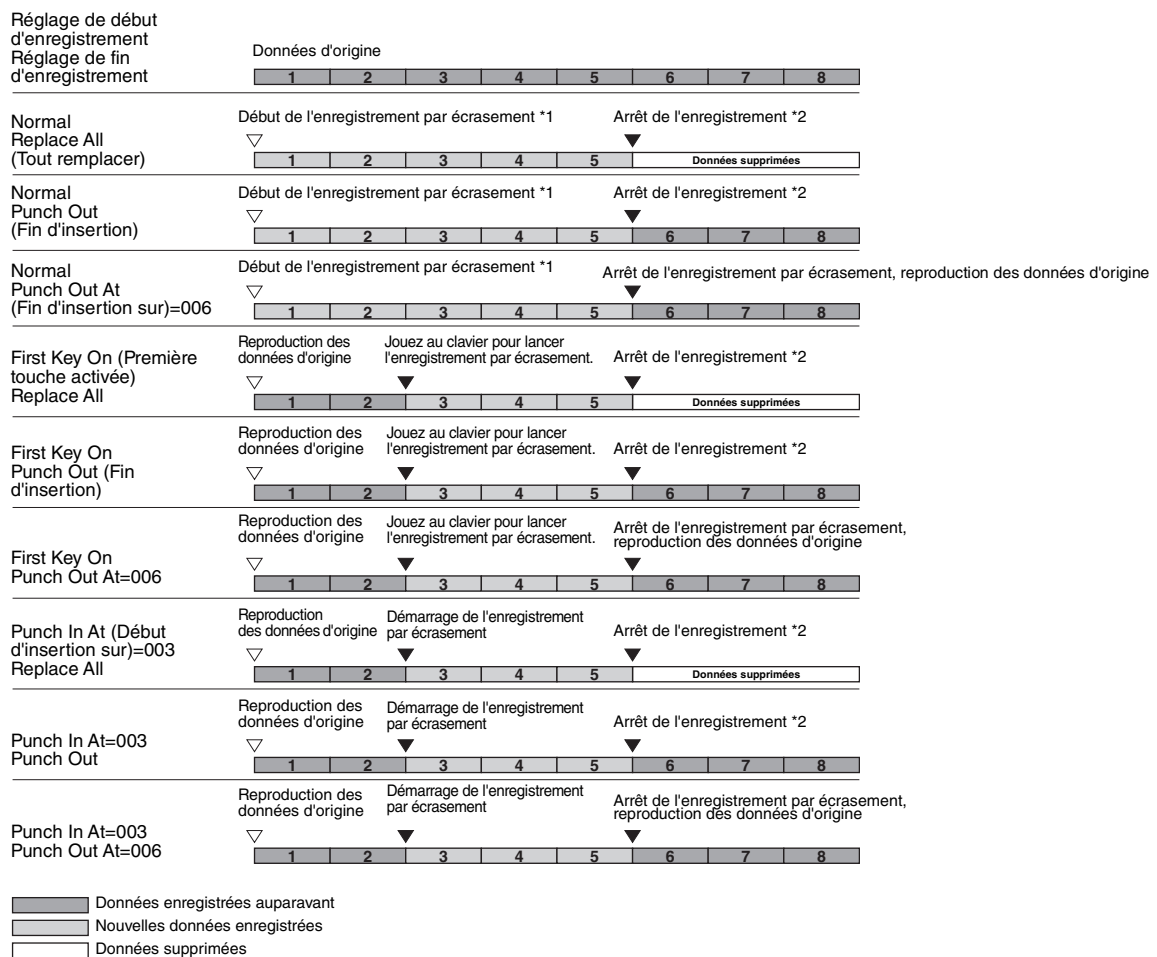 Réglage de début
d'enregistrement
Réglage de fin
d'enregistrement
Données d'origine
1 2 3 4 5 6 7 8
Normal
Replace All
(Tout remplacer)
Début de l'enregistrement par écrasement *1
Arrêt de l'enregistrement *2
1 2 3 4 5 Données supprimées
Normal
Punch Out
(Fin d'insertion)
Début de l'enregistrement par écrasement *1
Arrêt de l'enregistrement *2
1 2 3 4 5 6 7 8
Normal
Punch Out At
(Fin d'insertion sur)=006
Début de l'enregistrement par écrasement *1
Arrêt de l'enregistrement par écrasement, reproduction des données d'origine
1 2 3 4 5 6 7 8
First Key On (Première
touche activée)
Replace All
Reproduction des
données d'origine
Jouez au clavier pour lancer
l'enregistrement par écrasement.
Arrêt de l'enregistrement *2
1 2 3 4 5 Données supprimées
First Key On
Punch Out (Fin
d'insertion)
Reproduction des
données d'origine
Jouez au clavier pour lancer
l'enregistrement par écrasement.
Arrêt de l'enregistrement *2
1 2 3 4 5 6 7 8
First Key On
Punch Out At=006
Reproduction des
données d'origine
Jouez au clavier pour lancer
l'enregistrement par écrasement.
Arrêt de l'enregistrement par écrasement,
reproduction des données d'origine
1 2 3 4 5 6 7 8
Punch In At (Début
d'insertion sur)=003
Replace All
Reproduction
des données d'origine
Démarrage de l'enregistrement
par écrasement
Arrêt de l'enregistrement *2
1 2 3 4 5 Données supprimées
Punch In At=003
Punch Out
Reproduction des
données d'origine
Démarrage de l'enregistrement
par écrasement
Arrêt de l'enregistrement *2
1 2 3 4 5 6 7 8
Punch In At=003
Punch Out At=006
Reproduction des
données d'origine
Démarrage de l'enregistrement
par écrasement
Arrêt de l'enregistrement par écrasement,
reproduction des données d'origine
1 2 3 4 5 6 7 8
Données enregistrées auparavant
Nouvelles données enregistrées
Données supprimées